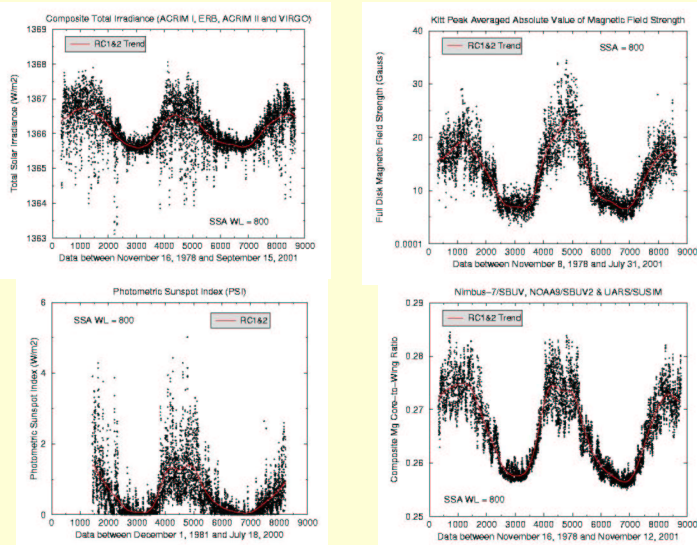 Composite Total Irradiance (ACRIM I, ERB, ACRIM II and VIRGO)
1369
1368
1367
1366
1365
1364
1363
Total Solar Irradiance (W/m2)
RC1&2 Trend
SSA WL = 800
0 1000 2000 3000 4000 5000 6000 7000 8000 9000
Data between November 16, 1978 and September 15, 2001
Kitt Peak Averaged Absolute Value of Magnetic Field Strength
40
30
20
10
0.0001
Full Disk Magnetic Field Strength (Gauss)
RC1&2 Trend
SSA = 800
0 1000 2000 3000 4000 5000 6000 7000 8000 9000
Data between November 8, 1978 and July 31, 2001
Photometric Sunspot Index (PSI)
6
4
2
0
Photometric Sunspot Index (W/m2)
SSA WL = 800
RC1&2
0 1000 2000 3000 4000 5000 6000 7000 8000 9000
Data between December 1, 1981 and July 18, 2000
Nimbus-7/SBUV, NOAA9/SBUV2 & UARS/SUSIM
0.29
0.28
0.27
0.26
0.25
Composite Mg Core-to-Wing Ratio
RC1&2 Trend
SSA WL = 800
0 1000 2000 3000 4000 5000 6000 7000 8000 9000
Data between November 16, 1978 and November 12, 2001